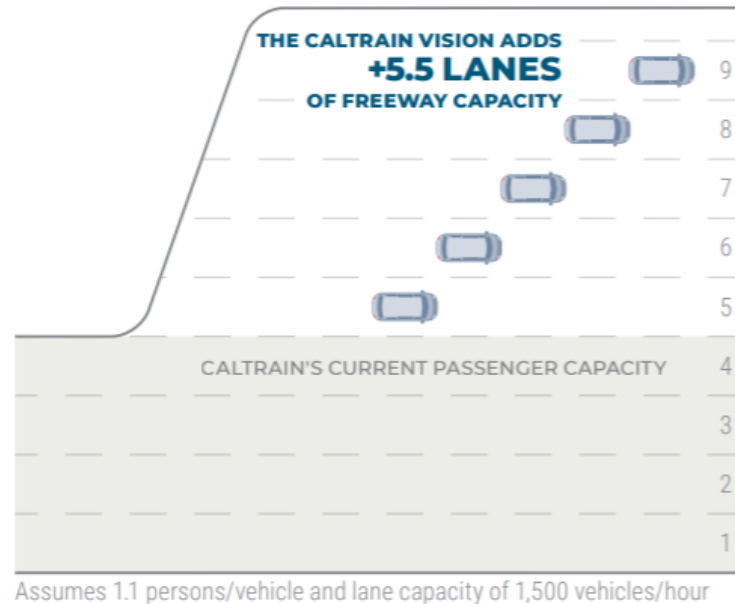 THE CALTRAIN VISION ADDS
+5.5 LANES
OF FREEWAY CAPACITY
9
8
7
6
5
CALTRAIN'S CURRENT PASSENGER CAPACITY 4
3
2
1
Assumes 1.1 persons/vehicle and lane capacity of 1,500 vehicles/hour